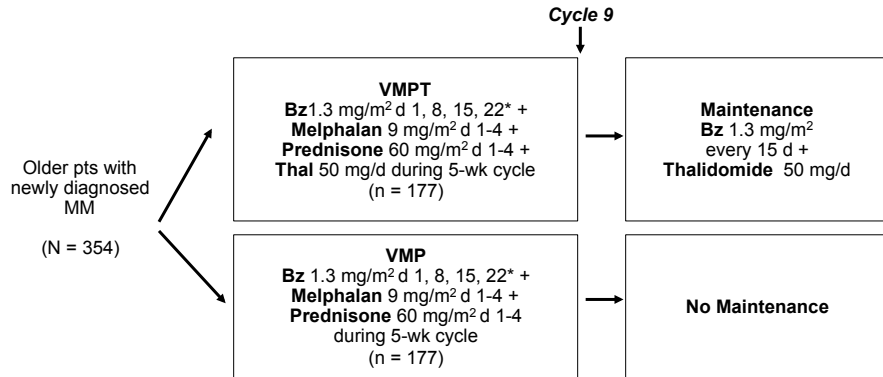 Cycle 9
Older pts with
newly diagnosed
MM
(N = 354)
VMPT
Bz1.3 mg/m² d 1, 8, 15, 22* +
Melphalan 9 mg/m² d 1-4 +
Prednisone 60 mg/m² d 1-4 +
Thal 50 mg/d during 5-wk cycle
(n = 177)
Maintenance
Bz 1.3 mg/m²
every 15 d +
Thalidomide 50 mg/d
VMP
Bz 1.3 mg/m² d 1, 8, 15, 22* +
Melphalan 9 mg/m² d 1-4 +
Prednisone 60 mg/m² d 1-4
during 5-wk cycle
(n = 177)
No Maintenance